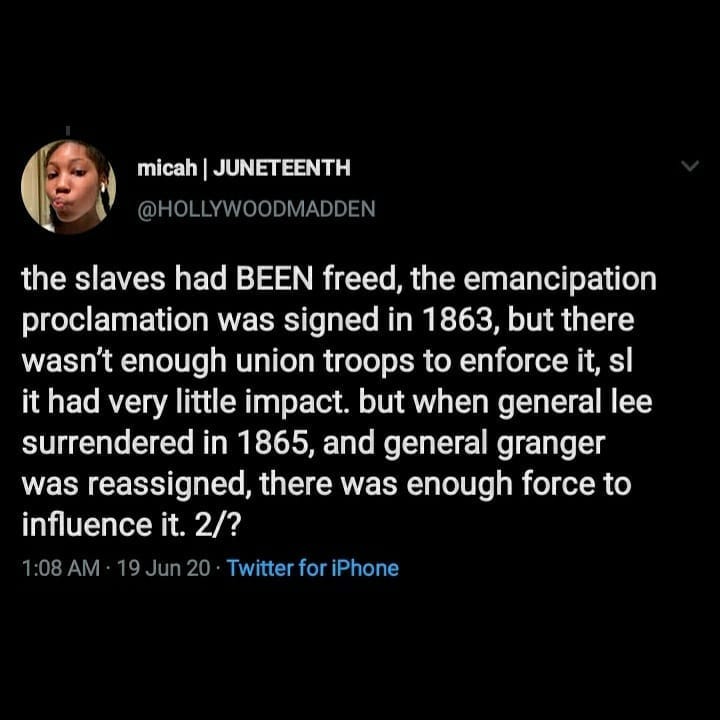 micah | JUNETEENTH
@HOLLYWOODMADDEN
the slaves had BEEN freed, the emancipation
proclamation was signed in 1863, but there
wasn't enough union troops to enforce it, sl
it had very little impact. but when general lee
surrendered in 1865, and general granger
was reassigned, there was enough force to
influence it. 2/?
1:08 AM · 19 Jun 20 · Twitter for iPhone